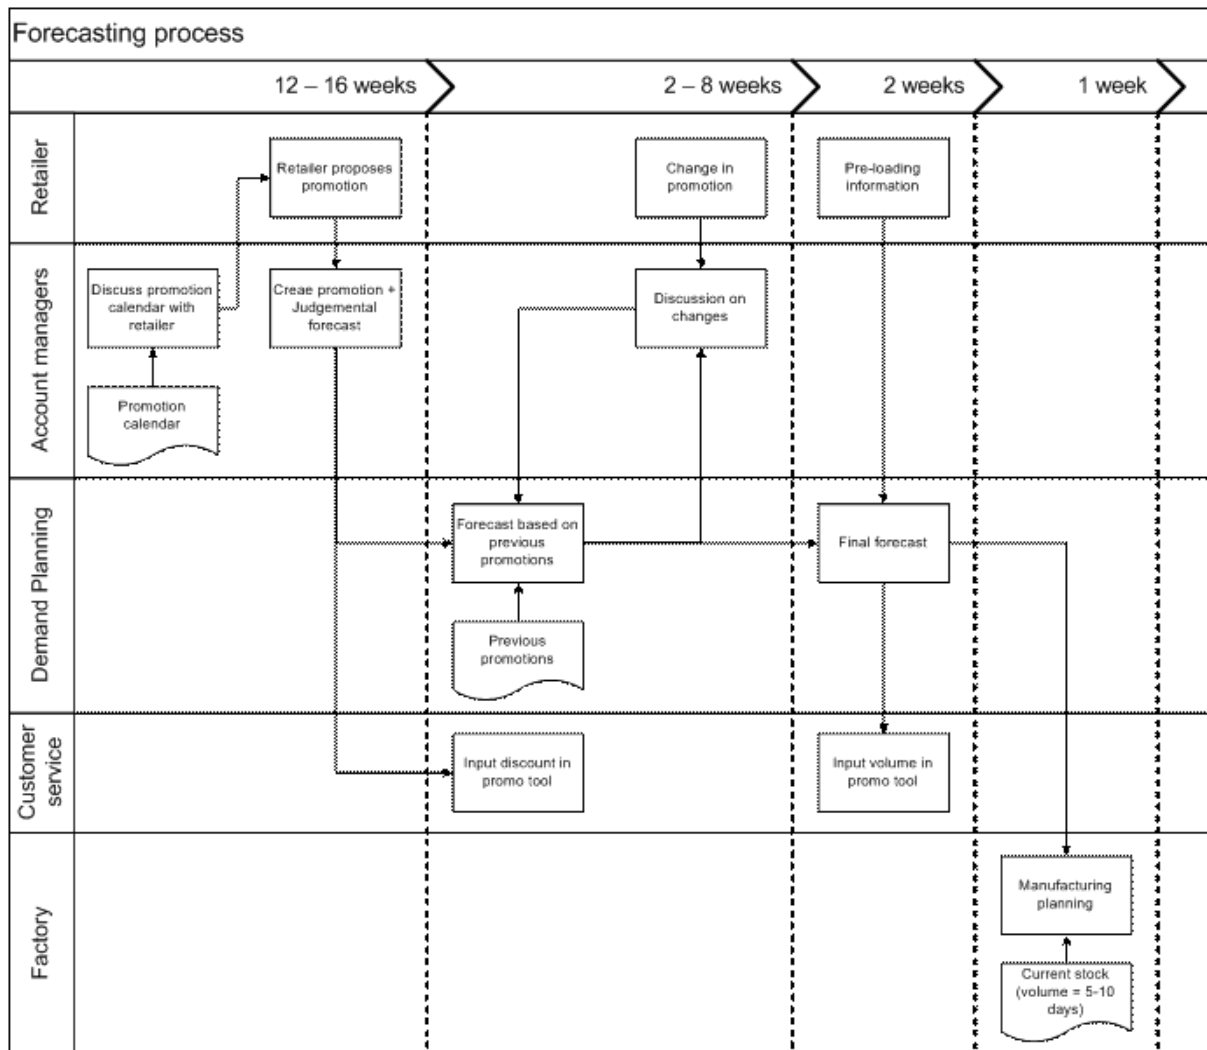 Forecasting process
12 – 16 weeks
2 – 8 weeks
2 weeks
1 week
Retailer
Retailer proposes
promotion
Change in
promotion
Pre-loading
information
Account managers
Discuss promotion
calendar with
retailer
Creae promotion +
Judgemental
forecast
Discussion on
changes
Promotion
calendar
Demand Planning
Forecast based on
previous
promotions
Final forecast
Previous
promotions
Customer
service
Input discount in
promo tool
Input volume in
promo tool
Factory
Manufacturing
planning
Current stock
(volume = 5-10
days)